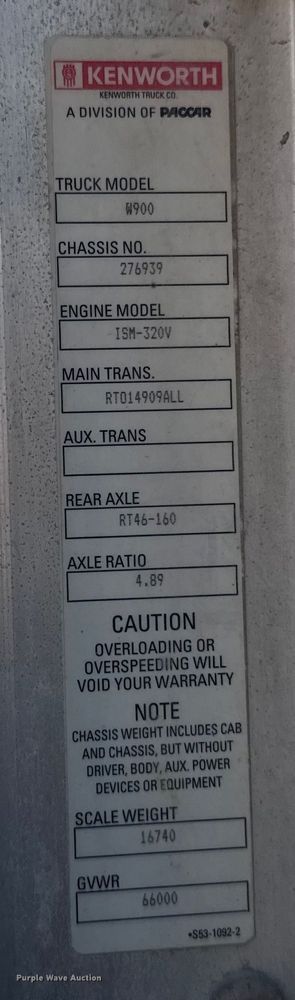 KENWORTH
KENWORTH TRUCK CO.
A DIVISION OF PACCAR
TRUCK MODEL
W900
CHASSIS NO.
276939
ENGINE MODEL
ISM-320V
MAIN TRANS.
RTO14909ALL
AUX. TRANS
REAR AXLE
RT46-160
AXLE RATIO
4.89
CAUTION
OVERLOADING OR
OVERSPEEDING WILL
VOID YOUR WARRANTY
NOTE
CHASSIS WEIGHT INCLUDES CAB
AND CHASSIS, BUT WITHOUT
DRIVER, BODY, AUX. POWER
DEVICES OR EQUIPMENT
SCALE WEIGHT
16740
GVWR
66000
•S53-1092-2
Purple Wave Auction